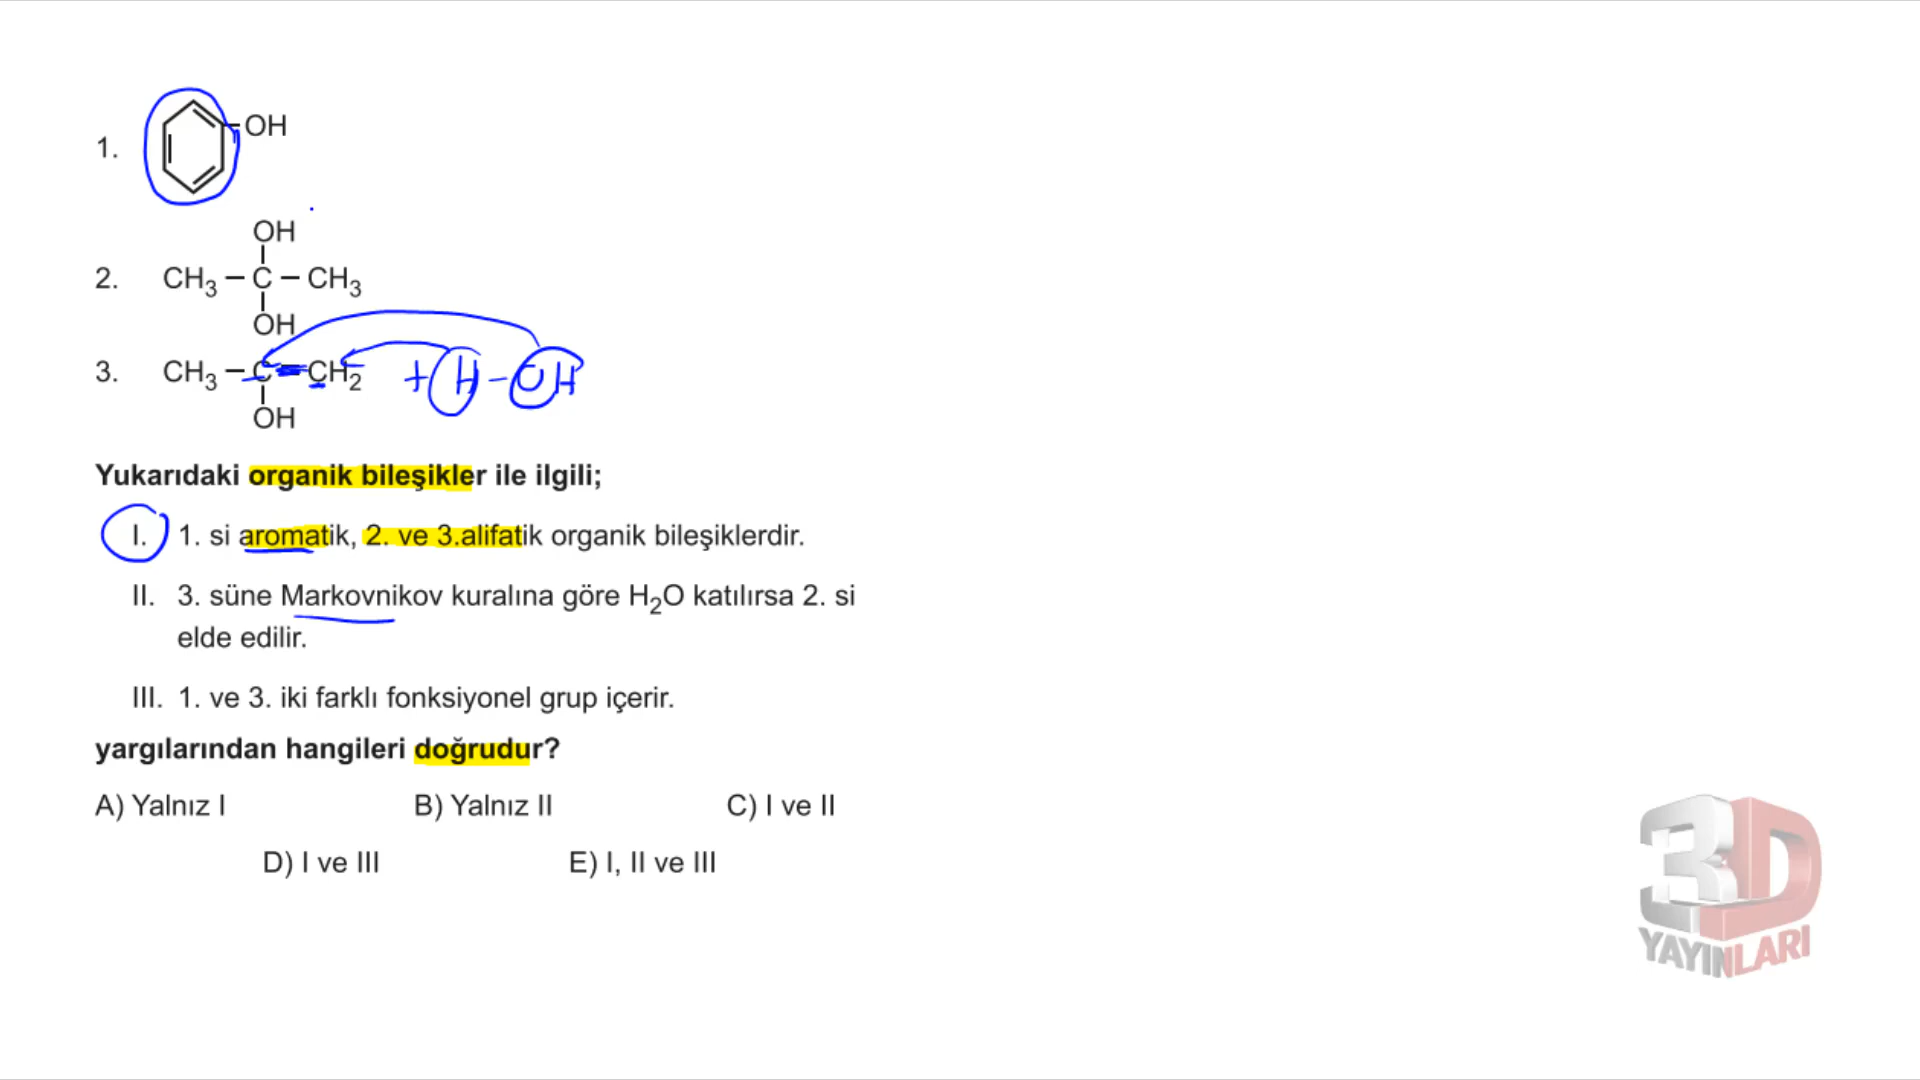 1. OH
OH
2. CH3 – C – CH3
OH
3. CH3 – C = CH2 + H – OH
OH
Yukarıdaki organik bileşikler ile ilgili;
I. 1. si aromatik, 2. ve 3.alifatik organik bileşiklerdir.
II. 3. süne Markovnikov kuralına göre H2O katılırsa 2. si
elde edilir.
III. 1. ve 3. iki farklı fonksiyonel grup içerir.
yargılarından hangileri doğrudur?
A) Yalnız I B) Yalnız II C) I ve II
D) I ve III E) I, II ve III
3D
YAYINLARI